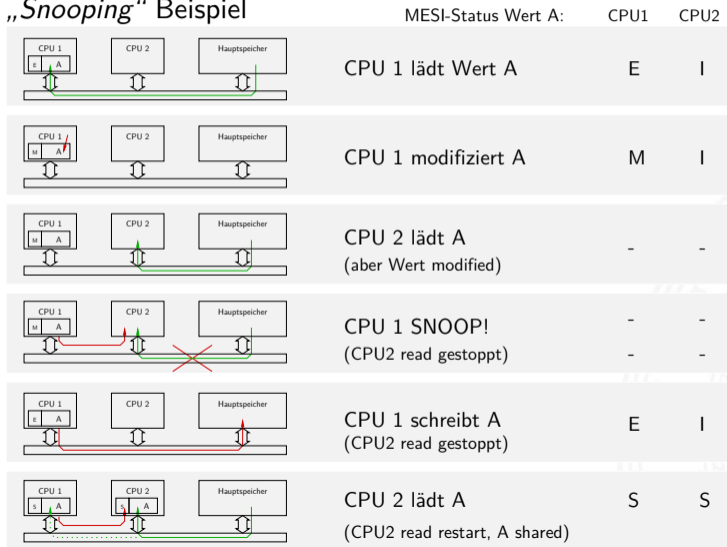 „Snooping“ Beispiel MESI-Status Wert A: CPU1 CPU2
CPU 1 CPU 2 Hauptspeicher
E A
CPU 1 lädt Wert A E I
CPU 1 CPU 2 Hauptspeicher
M A
CPU 1 modifiziert A M I
CPU 1 CPU 2 Hauptspeicher
M A
CPU 2 lädt A - -
(aber Wert modified)
CPU 1 CPU 2 Hauptspeicher
M A
CPU 1 SNOOP! - -
(CPU2 read gestoppt) - -
CPU 1 CPU 2 Hauptspeicher
E A
CPU 1 schreibt A E I
(CPU2 read gestoppt)
CPU 1 CPU 2 Hauptspeicher
S A S A
CPU 2 lädt A S S
(CPU2 read restart, A shared)